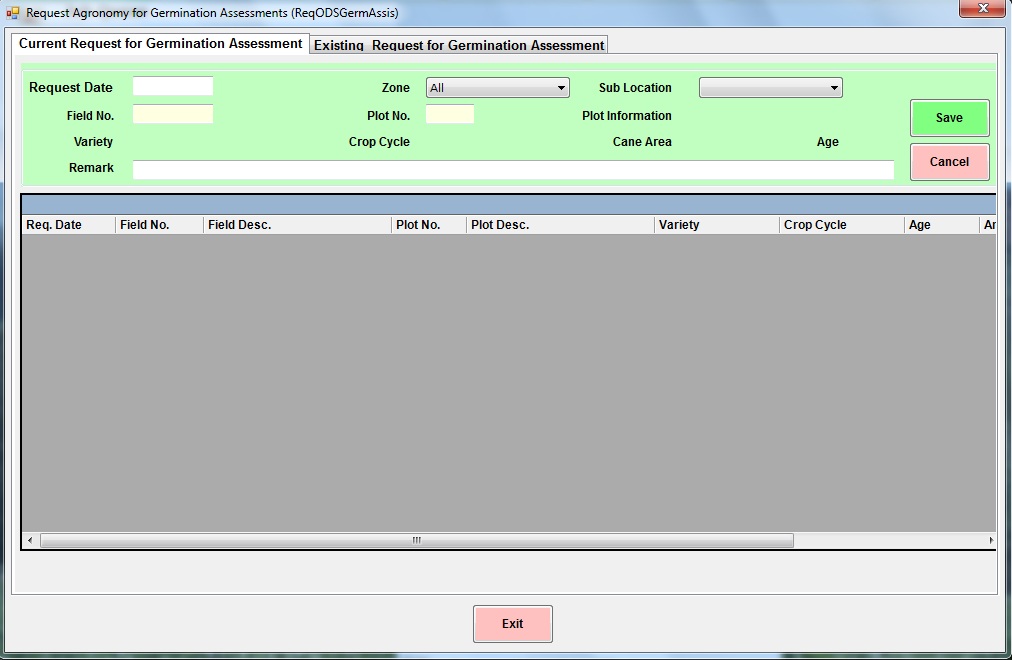 Request Agronomy for Germination Assessments (ReqODSGermAssis)
Current Request for Germination Assessment Existing Request for Germination Assessment
Request Date Zone All Sub Location
Field No. Plot No. Plot Information
Save
Variety Crop Cycle Cane Area Age
Remark
Cancel
Req. Date Field No. Field Desc. Plot No. Plot Desc. Variety Crop Cycle Age
Exit